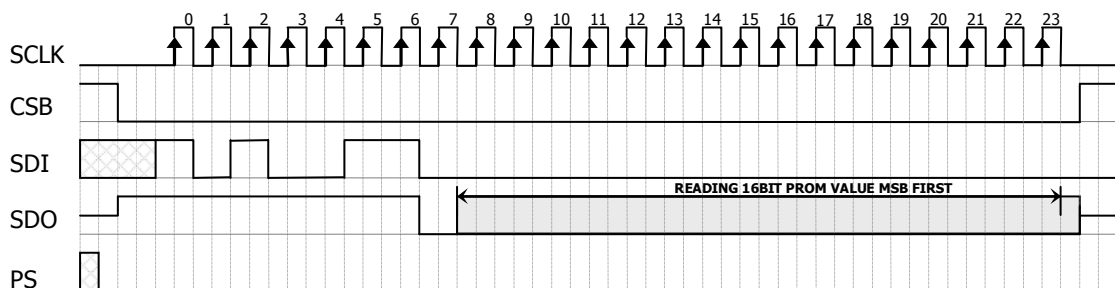 0 1 2 3 4 5 6 7 8 9 10 11 12 13 14 15 16 17 18 19 20 21 22 23
SCLK
CSB
SDI
READING 16BIT PROM VALUE MSB FIRST
SDO
PS